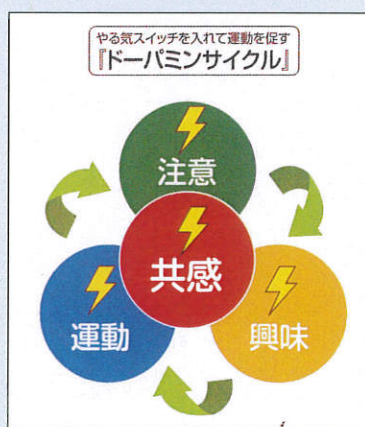 やる気スイッチを入れて運動を促す
『ドーパミンサイクル』
注意
共感
運動
興味